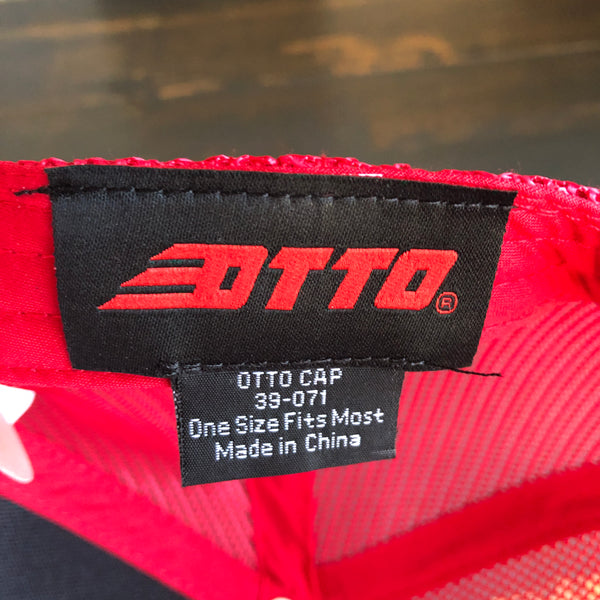 OTTO®
OTTO CAP
39-071
One Size Fits Most
Made in China